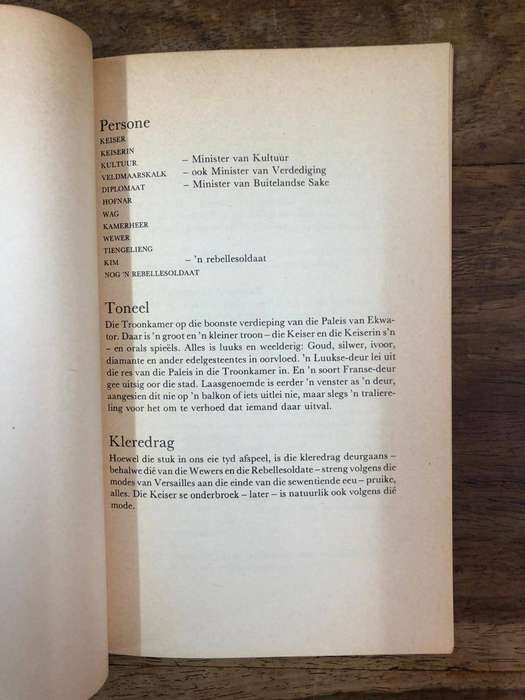 Persone
KEISER
KEISERIN
KULTUUR – Minister van Kultuur
VELDMAARSKALK – ook Minister van Verdediging
DIPLOMAAT – Minister van Buitelandse Sake
HOFNAR
WAG
KAMERHEER
WEWER
TIENGELIENG
KIM – 'n rebellesoldaat
NOG 'N REBELLESOLDAAT
Toneel
Die Troonkamer op die boonste verdieping van die Paleis van Ekwa-
tor. Daar is 'n groot en 'n kleiner troon – die Keiser en die Keiserin s'n
– en orals spieëls. Alles is luuks en weelderig: Goud, silwer, ivoor,
diamante en ander edelgesteentes in oorvloed. 'n Luukse-deur lei uit
die res van die Paleis in die Troonkamer in. En 'n soort Franse-deur
gee uitsig oor die stad. Laasgenoemde is eerder 'n venster as 'n deur,
aangesien dit nie op 'n balkon of iets uitlei nie, maar slegs 'n traliere-
ling voor het om te verhoed dat iemand daar uitval.
Kleredrag
Hoewel die stuk in ons eie tyd afspeel, is die kleredrag deurgaans –
behalwe dié van die Wewers en die Rebellesoldate – streng volgens die
modes van Versailles aan die einde van die sewentiende eeu – pruike,
alles. Die Keiser se onderbroek – later – is natuurlik ook volgens dié
mode.